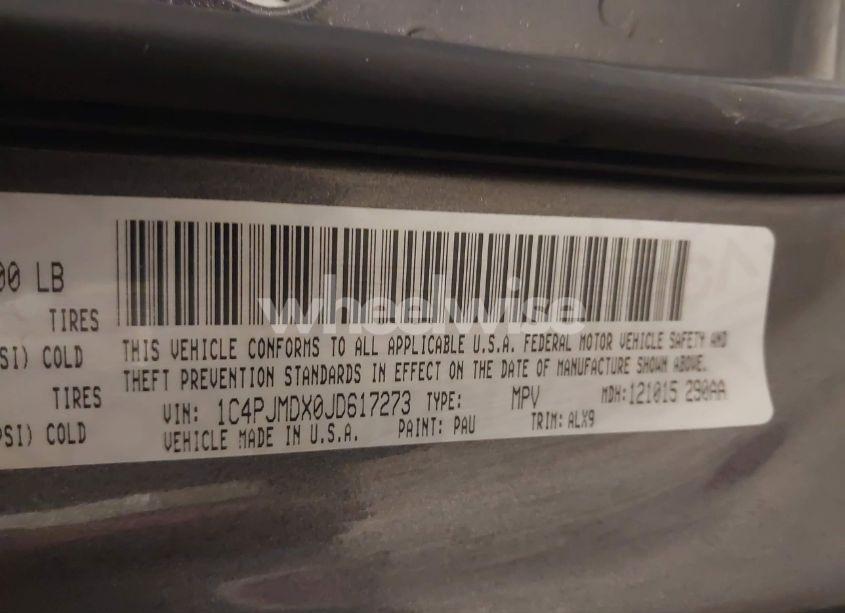 00 LB
TIRES
SI) COLD
TIRES
PSI) COLD
THIS VEHICLE CONFORMS TO ALL APPLICABLE U.S.A. FEDERAL MOTOR VEHICLE SAFETY AND
THEFT PREVENTION STANDARDS IN EFFECT ON THE DATE OF MANUFACTURE SHOWN ABOVE.
VIN: 1C4PJMDX0JD617273 TYPE: MPV MDH:121015 290AA
VEHICLE MADE IN U.S.A. PAINT: PAU TRIM: ALX9
wheelwise